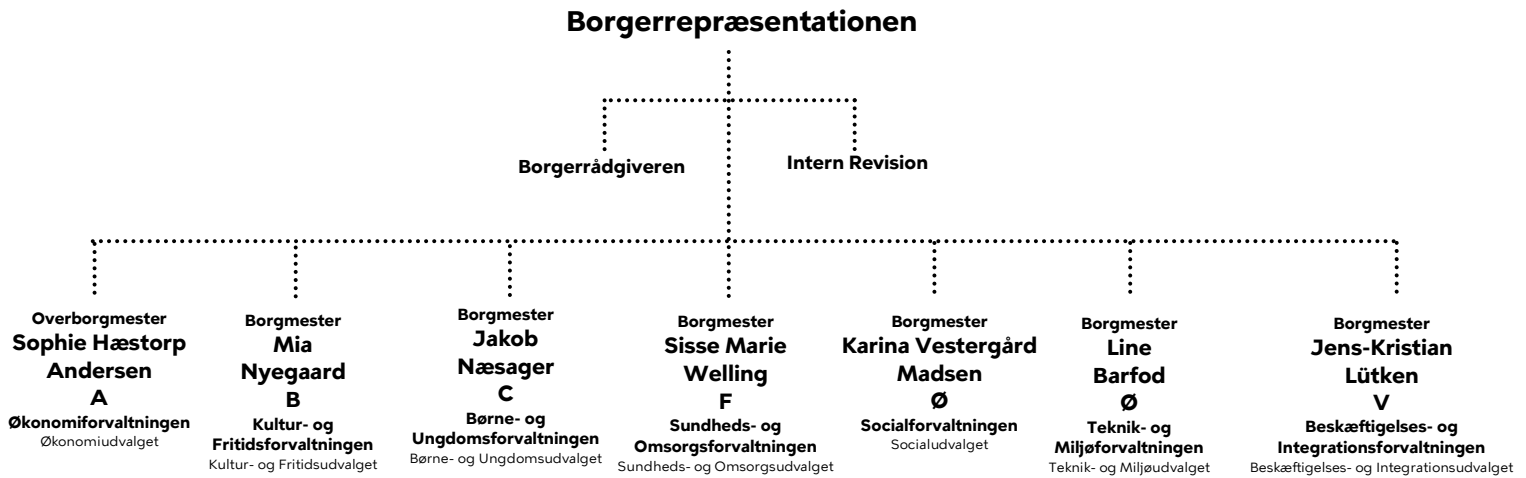 Borgerrepræsentationen
Borgerrådgiveren
Intern Revision
Overborgmester
Sophie Hæstorp
Andersen
A
Økonomiforvaltningen
Økonomiudvalget
Borgmester
Mia
Nyegaard
B
Kultur- og
Fritidsforvaltningen
Kultur- og Fritidsudvalget
Borgmester
Jakob
Næsager
C
Børne- og
Ungdomsforvaltningen
Børne- og Ungdomsudvalget
Borgmester
Sisse Marie
Welling
F
Sundheds- og
Omsorgsforvaltningen
Sundheds- og Omsorgsudvalget
Borgmester
Karina Vestergård
Madsen
Ø
Socialforvaltningen
Socialudvalget
Borgmester
Line
Barfod
Ø
Teknik- og
Miljøforvaltningen
Teknik- og Miljøudvalget
Borgmester
Jens-Kristian
Lütken
V
Beskæftigelses- og
Integrationsforvaltningen
Beskæftigelses- og Integrationsudvalget